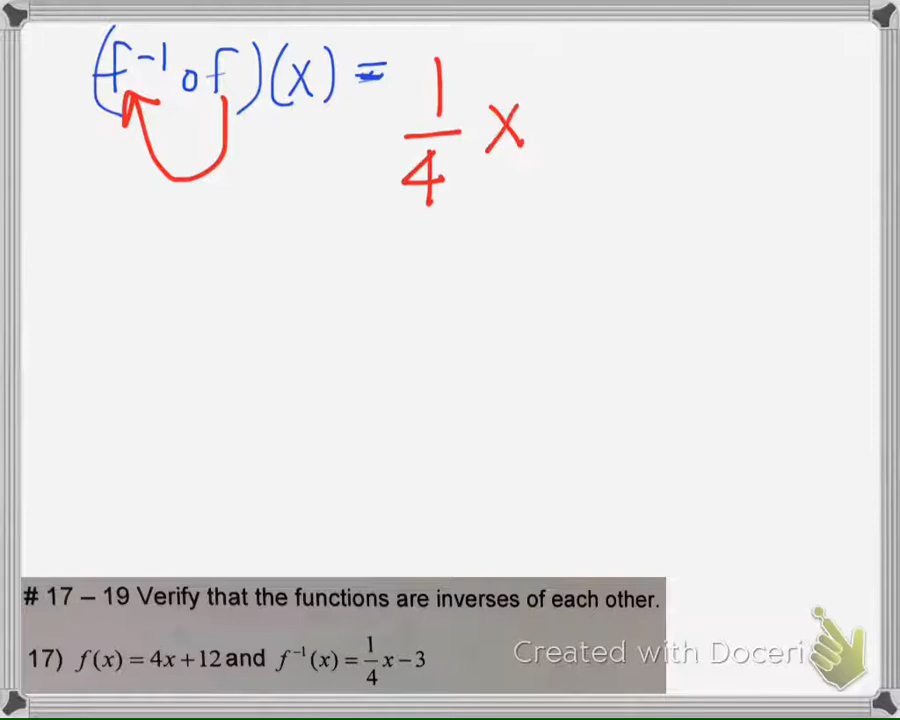 (f⁻¹ o f)(x) = 1/4 x
# 17 – 19 Verify that the functions are inverses of each other.
17) f(x) = 4x + 12 and f⁻¹(x) = 1/4 x − 3
Created with Doceri